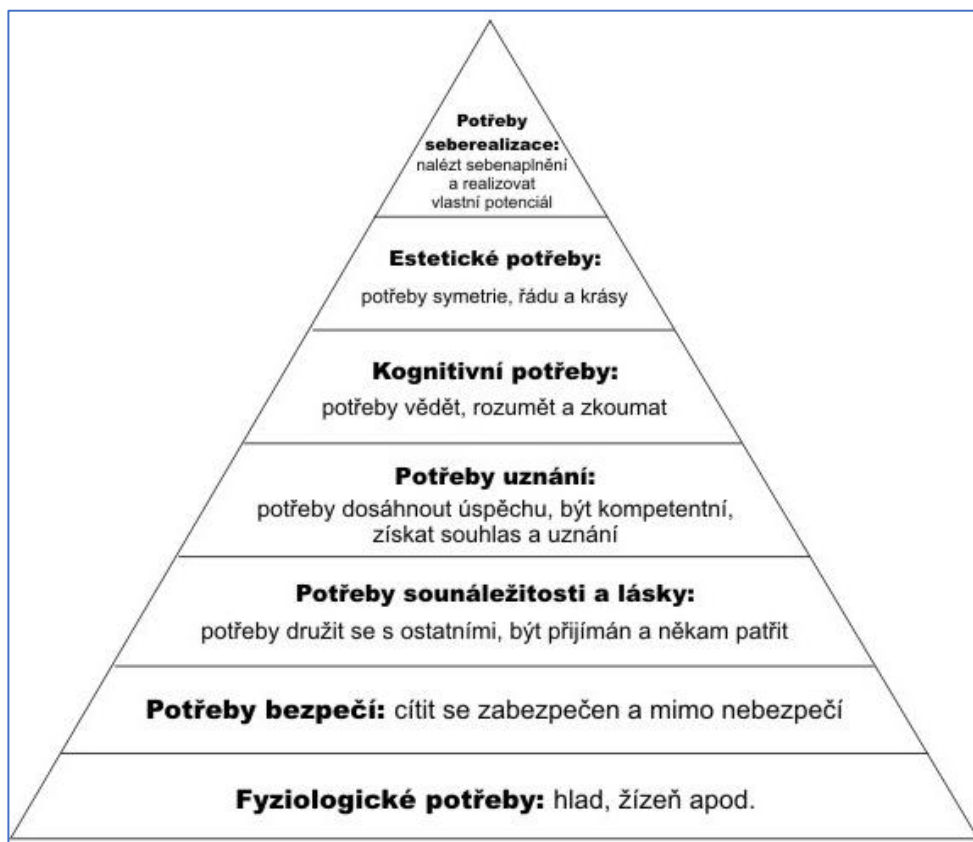 Potřeby
seberealizace:
nalézt sebenaplnění
a realizovat
vlastní potenciál
Estetické potřeby:
potřeby symetrie, řádu a krásy
Kognitivní potřeby:
potřeby vědět, rozumět a zkoumat
Potřeby uznání:
potřeby dosáhnout úspěchu, být kompetentní,
získat souhlas a uznání
Potřeby sounáležitosti a lásky:
potřeby družit se s ostatními, být přijímán a někam patřit
Potřeby bezpečí: cítit se zabezpečen a mimo nebezpečí
Fyziologické potřeby: hlad, žízeň apod.